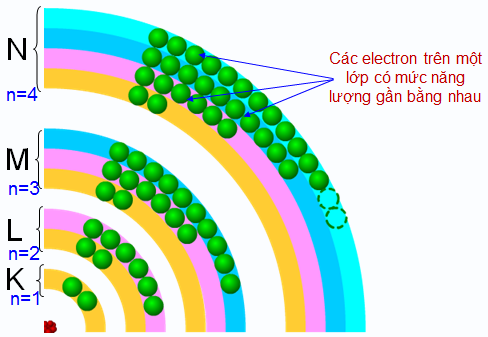 N
n=4
Các electron trên một
lớp có mức năng
lượng gần bằng nhau
M
n=3
L
n=2
K
n=1